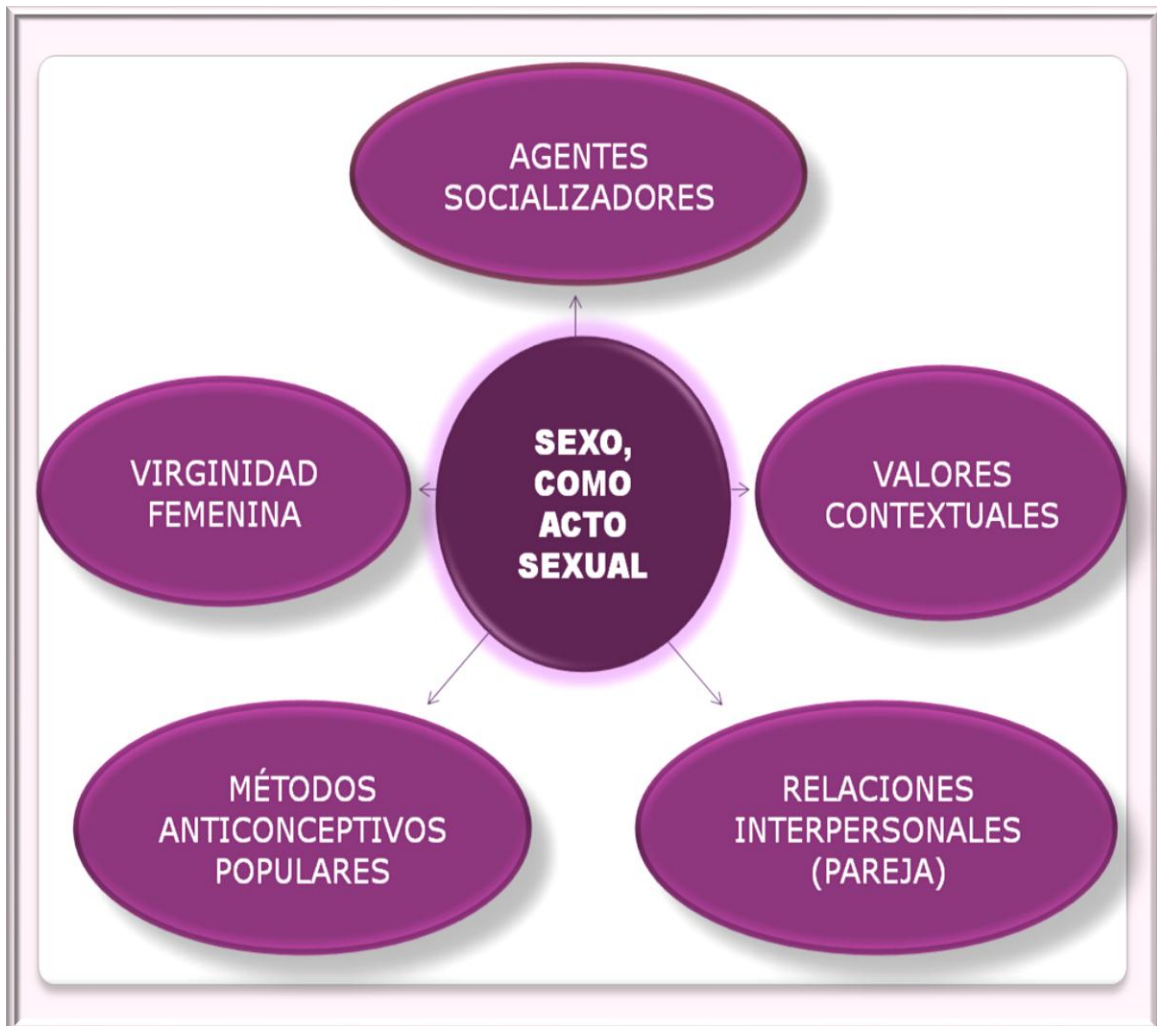 AGENTES
SOCIALIZADORES
SEXO,
COMO
ACTO
SEXUAL
VIRGINIDAD
FEMENINA
VALORES
CONTEXTUALES
MÉTODOS
ANTICONCEPTIVOS
POPULARES
RELACIONES
INTERPERSONALES
(PAREJA)